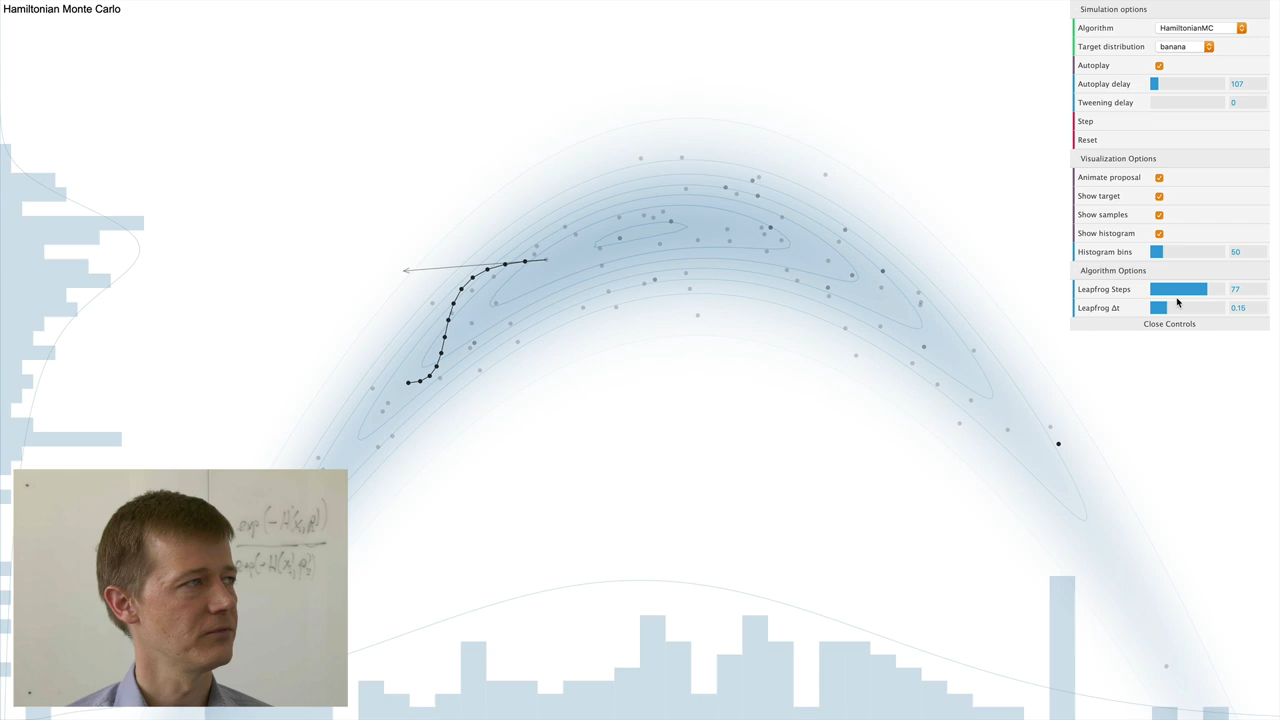 Hamiltonian Monte Carlo
Simulation options
Algorithm HamiltonianMC
Target distribution banana
Autoplay
Autoplay delay 107
Tweening delay 0
Step
Reset
Visualization Options
Animate proposal
Show target
Show samples
Show histogram
Histogram bins 50
Algorithm Options
Leapfrog Steps 77
Leapfrog Δt 0.15
Close Controls